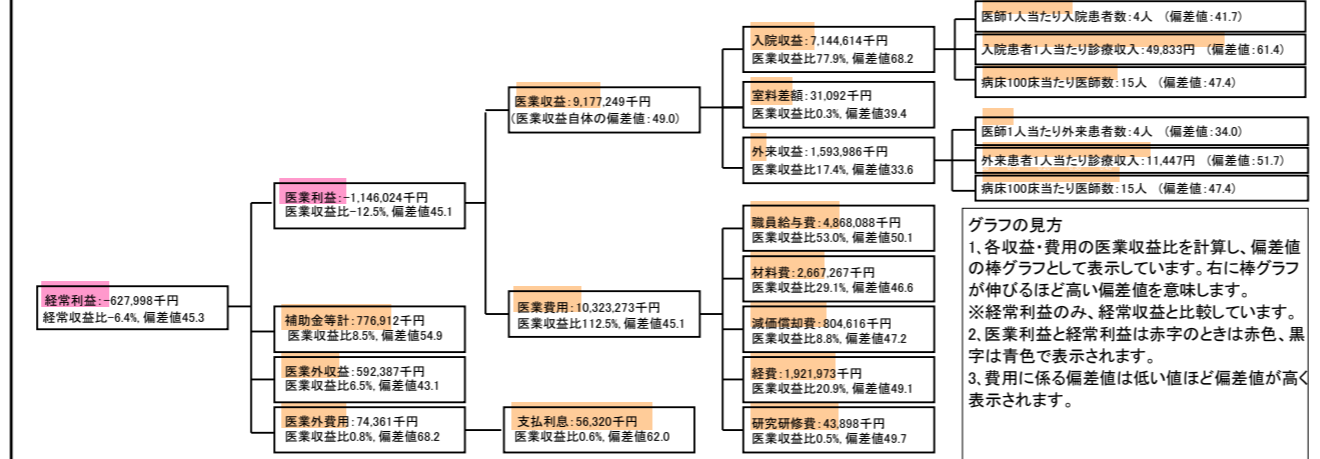 経常利益:-627,998千円
経常収益比-6.4%, 偏差値45.3
医業利益:-1,146,024千円
医業収益比-12.5%, 偏差値45.1
補助金等計:776,912千円
医業収益比8.5%, 偏差値54.9
医業外収益:592,387千円
医業収益比6.5%, 偏差値43.1
医業外費用:74,361千円
医業収益比0.8%, 偏差値68.2
支払利息:56,320千円
医業収益比0.6%, 偏差値62.0
医業収益:9,177,249千円
(医業収益自体の偏差値:49.0)
医業費用:10,323,273千円
医業収益比112.5%, 偏差値45.1
入院収益:7,144,614千円
医業収益比77.9%, 偏差値68.2
室料差額:31,092千円
医業収益比0.3%, 偏差値39.4
外来収益:1,593,986千円
医業収益比17.4%, 偏差値33.6
職員給与費:4,868,088千円
医業収益比53.0%, 偏差値50.1
材料費:2,667,267千円
医業収益比29.1%, 偏差値46.6
減価償却費:804,616千円
医業収益比8.8%, 偏差値47.2
経費:1,921,973千円
医業収益比20.9%, 偏差値49.1
研究研修費:43,898千円
医業収益比0.5%, 偏差値49.7
医師1人当たり入院患者数:4人 (偏差値:41.7)
入院患者1人当たり診療収入:49,833円 (偏差値:61.4)
病床100床当たり医師数:15人 (偏差値:47.4)
医師1人当たり外来患者数:4人 (偏差値:34.0)
外来患者1人当たり診療収入:11,447円 (偏差値:51.7)
病床100床当たり医師数:15人 (偏差値:47.4)
グラフの見方
1、各収益・費用の医業収益比を計算し、偏差値
の棒グラフとして表示しています。右に棒グラフ
が伸びるほど高い偏差値を意味します。
※経常利益のみ、経常収益と比較しています。
2、医業利益と経常利益は赤字のときは赤色、黒
字は青色で表示されます。
3、費用に係る偏差値は低い値ほど偏差値が高く
表示されます。